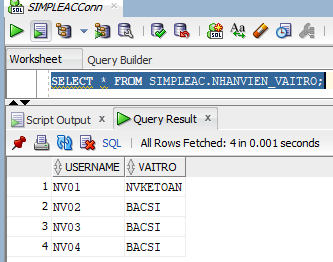 SIMPLEACConn
Worksheet Query Builder
SELECT * FROM SIMPLEAC.NHANVIEN_VAITRO;
Script Output Query Result
SQL All Rows Fetched: 4 in 0.001 seconds
USERNAME VAITRO
1 NV01 NVKETOAN
2 NV02 BACSI
3 NV03 BACSI
4 NV04 BACSI